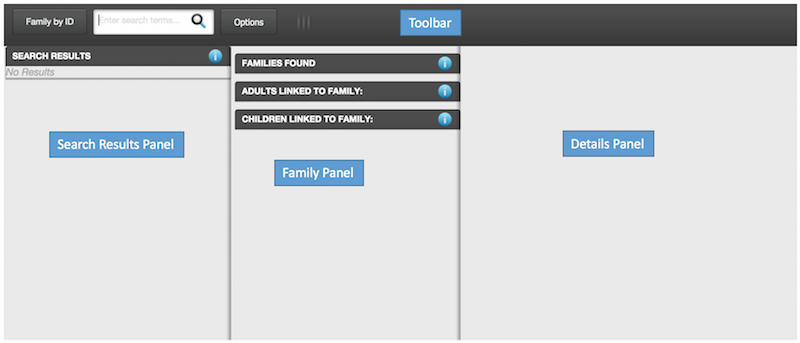 Family by ID
Enter search terms...
Options
Toolbar
SEARCH RESULTS
No Results
FAMILIES FOUND
ADULTS LINKED TO FAMILY:
CHILDREN LINKED TO FAMILY:
Search Results Panel
Family Panel
Details Panel